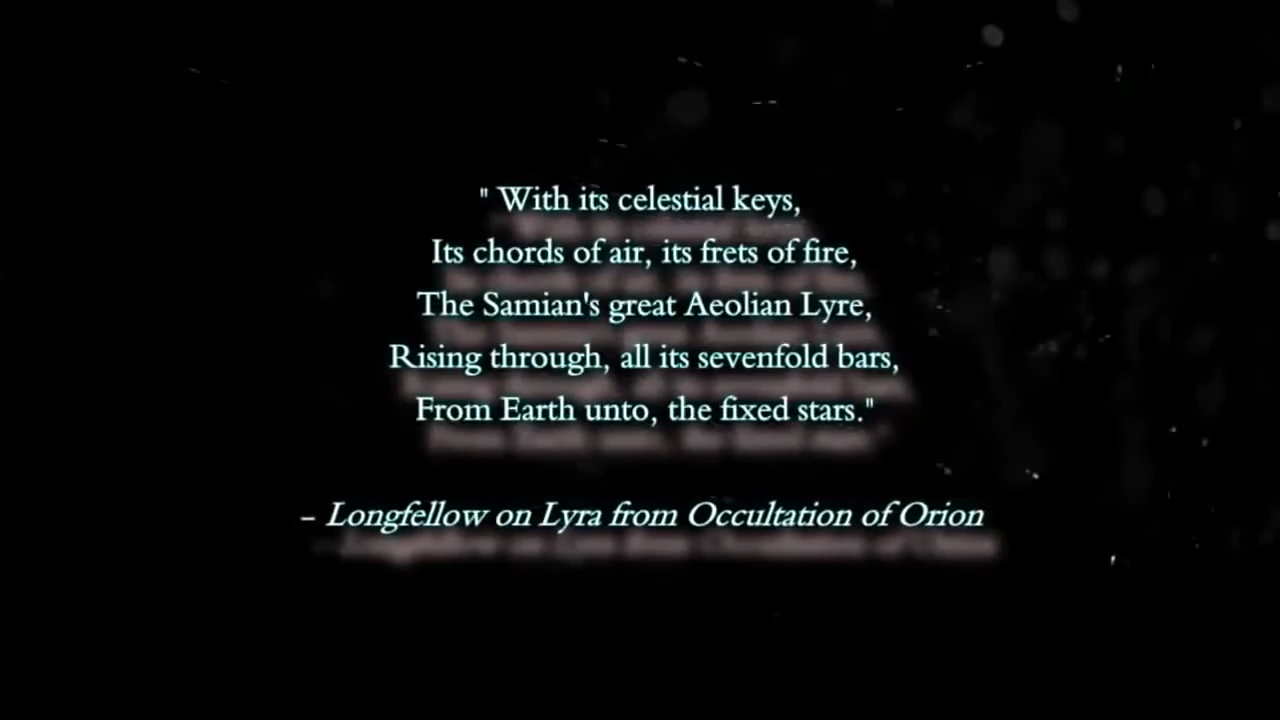 " With its celestial keys,
Its chords of air, its frets of fire,
The Samian's great Aeolian Lyre,
Rising through, all its sevenfold bars,
From Earth unto, the fixed stars."
– Longfellow on Lyra from Occultation of Orion